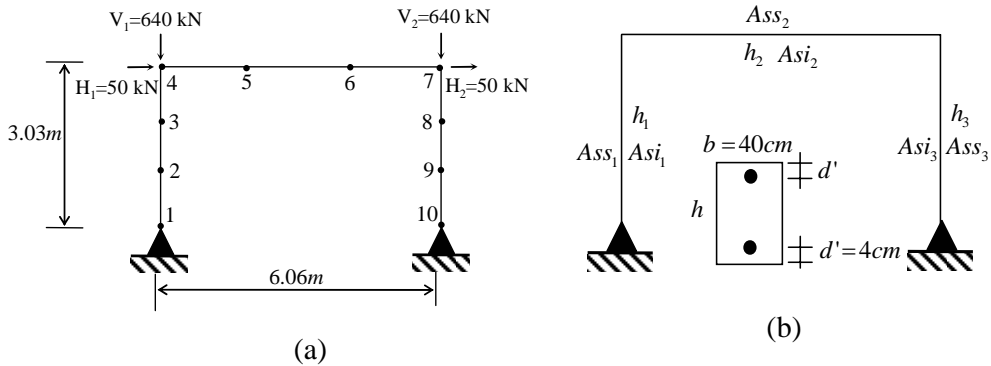 V₁=640 kN
V₂=640 kN
H₁=50 kN
4
5
6
7
H₂=50 kN
3.03m
3
8
2
9
1
10
6.06m
(a)
Ass₂
h₂ Asi₂
h₁
h₃
Ass₁ Asi₁
b = 40cm
Asi₃ Ass₃
d'
h
d' = 4cm
(b)